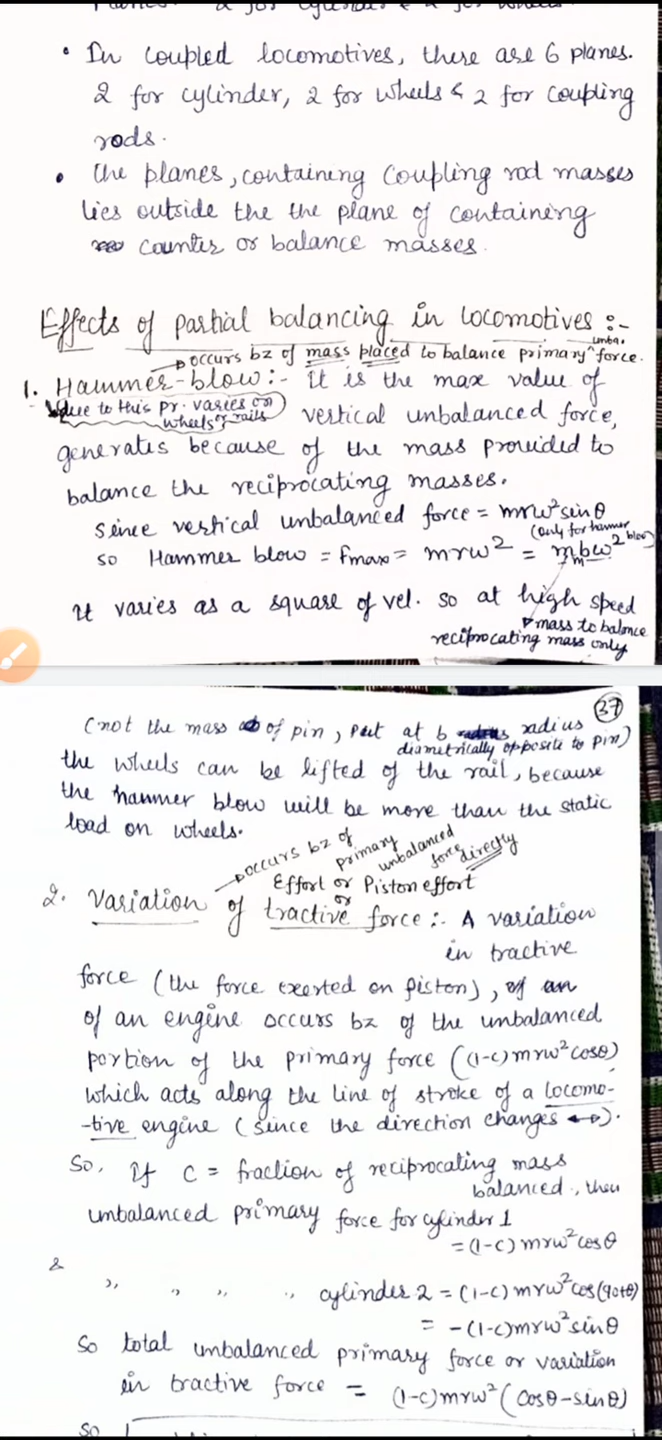 • In coupled locomotives, there are 6 planes.
2 for cylinder, 2 for wheels & 2 for coupling
rods.
• The planes, containing coupling rod masses
lies outside the the plane of containing
counter or balance masses.
Effects of partial balancing in locomotives :-
→ occurs bz of mass placed to balance primary ^unba. force.
1. Hammer-blow :- it is the max value of
due to this pr. varies on
wheels or rails
vertical unbalanced force,
generates because of the mass provided to
balance the reciprocating masses.
Since vertical unbalanced force = mrω² sinθ
(only for hammer blow)
so Hammer blow = Fmax = mrω² = mbω²
It varies as a square of vel. so at high speed
→ mass to balance
reciprocating mass only
37
(not the mass of pin, put at b radius
diametrically opposite to pin)
the wheels can be lifted of the rail, because
the hammer blow will be more than the static
load on wheels.
→ occurs bz of primary unbalanced force directly
Effort or Piston effort
or
2. Variation of tractive force :- A variation
in tractive
force (the force exerted on piston),
of an engine occurs bz of the unbalanced
portion of the primary force ((1-c)mrω²cosθ)
which acts along the line of stroke of a locomo-
-tive engine (since the direction changes ↔).
So, if c = fraction of reciprocating mass
balanced, then
unbalanced primary force for cylinder 1
= (1-c) mrω² cosθ
& ,, ,, ,, ,, cylinder 2 = (1-c) mrω² cos(90+θ)
= -(1-c)mrω² sinθ
So total unbalanced primary force or variation
in tractive force = (1-c)mrω² (cosθ-sinθ)
so